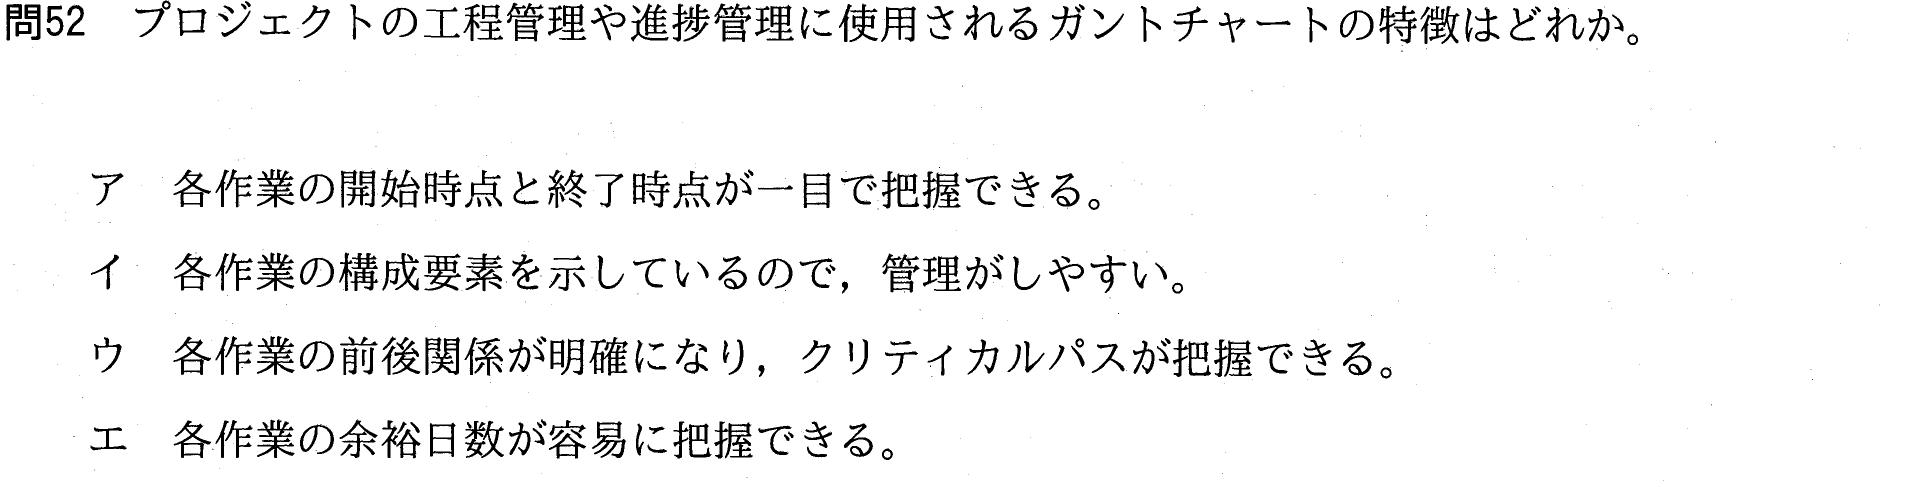 問52　プロジェクトの工程管理や進捗管理に使用されるガントチャートの特徴はどれか。
ア　各作業の開始時点と終了時点が一目で把握できる。
イ　各作業の構成要素を示しているので，管理がしやすい。
ウ　各作業の前後関係が明確になり，クリティカルパスが把握できる。
エ　各作業の余裕日数が容易に把握できる。